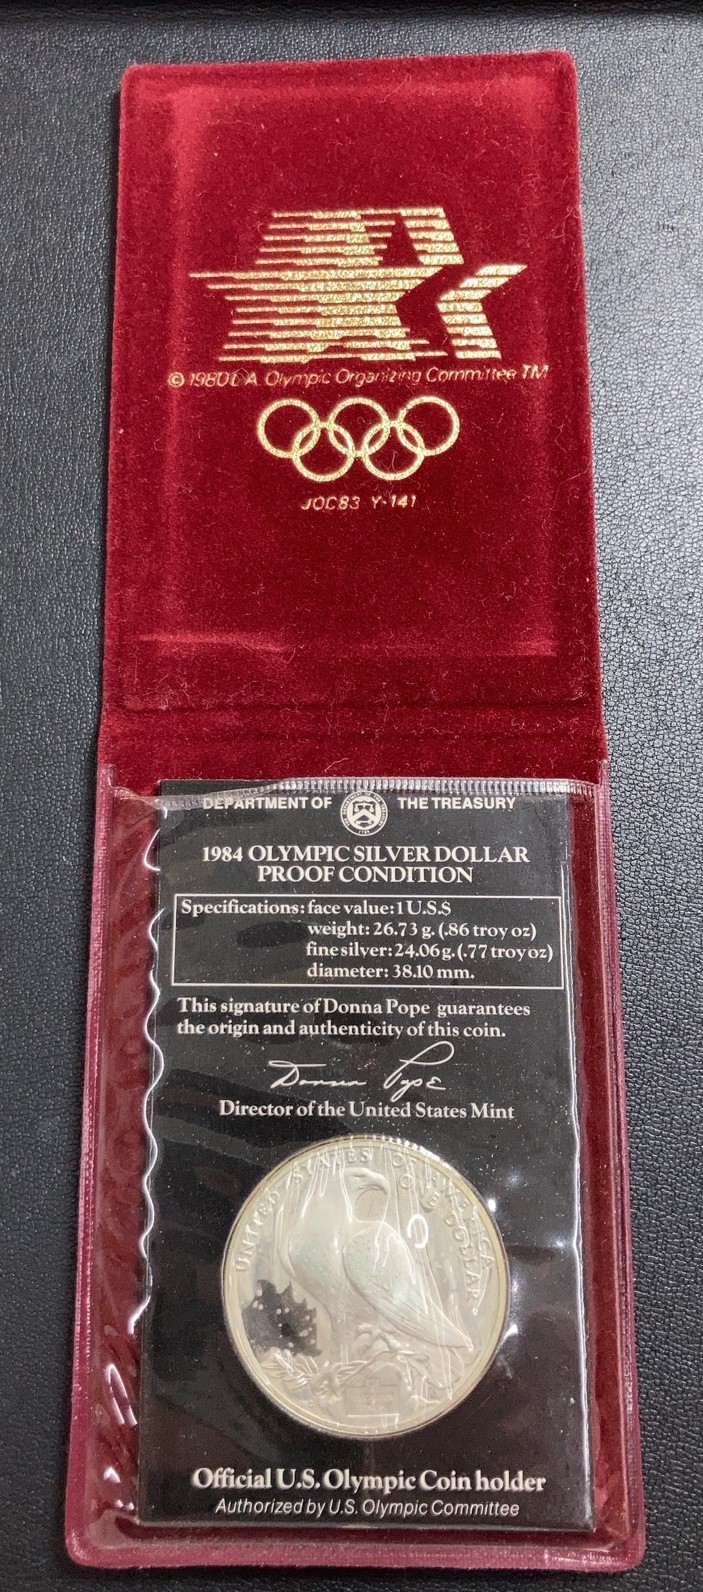 © 1980 L A Olympic Organizing Committee TM
JOC83 Y-141
DEPARTMENT OF THE TREASURY
1984 OLYMPIC SILVER DOLLAR
PROOF CONDITION
Specifications: face value: 1 U.S.$
weight: 26.73 g. (.86 troy oz)
fine silver: 24.06 g. (.77 troy oz)
diameter: 38.10 mm.
This signature of Donna Pope guarantees
the origin and authenticity of this coin.
Donna Pope
Director of the United States Mint
UNITED STATES OF AMERICA
ONE DOLLAR
Official U.S. Olympic Coin holder
Authorized by U.S. Olympic Committee